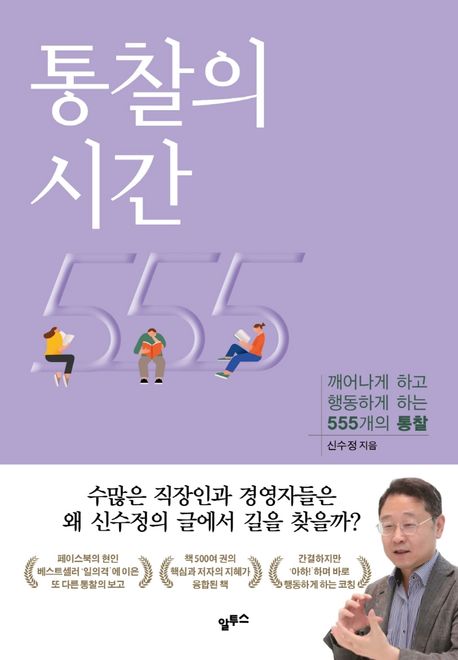 통찰의
시간
555
깨어나게 하고
행동하게 하는
555개의 통찰
신수정 지음
수많은 직장인과 경영자들은
왜 신수정의 글에서 길을 찾을까?
페이스북의 현인
베스트셀러 '일의격'에 이은
또 다른 통찰의 보고
책 500여 권의
핵심과 저자의 지혜가
융합된 책
간결하지만
'아하!' 하며 바로
행동하게 하는 코칭
알투스